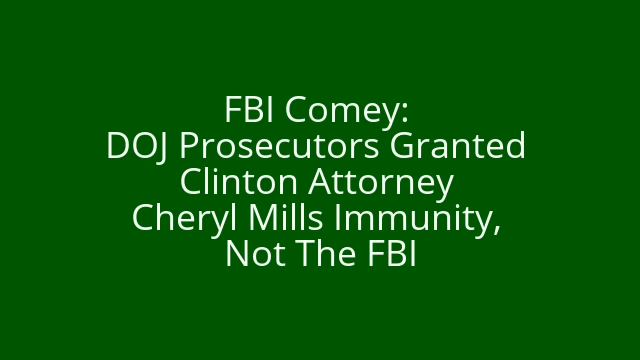 FBI Comey:
DOJ Prosecutors Granted
Clinton Attorney
Cheryl Mills Immunity,
Not The FBI